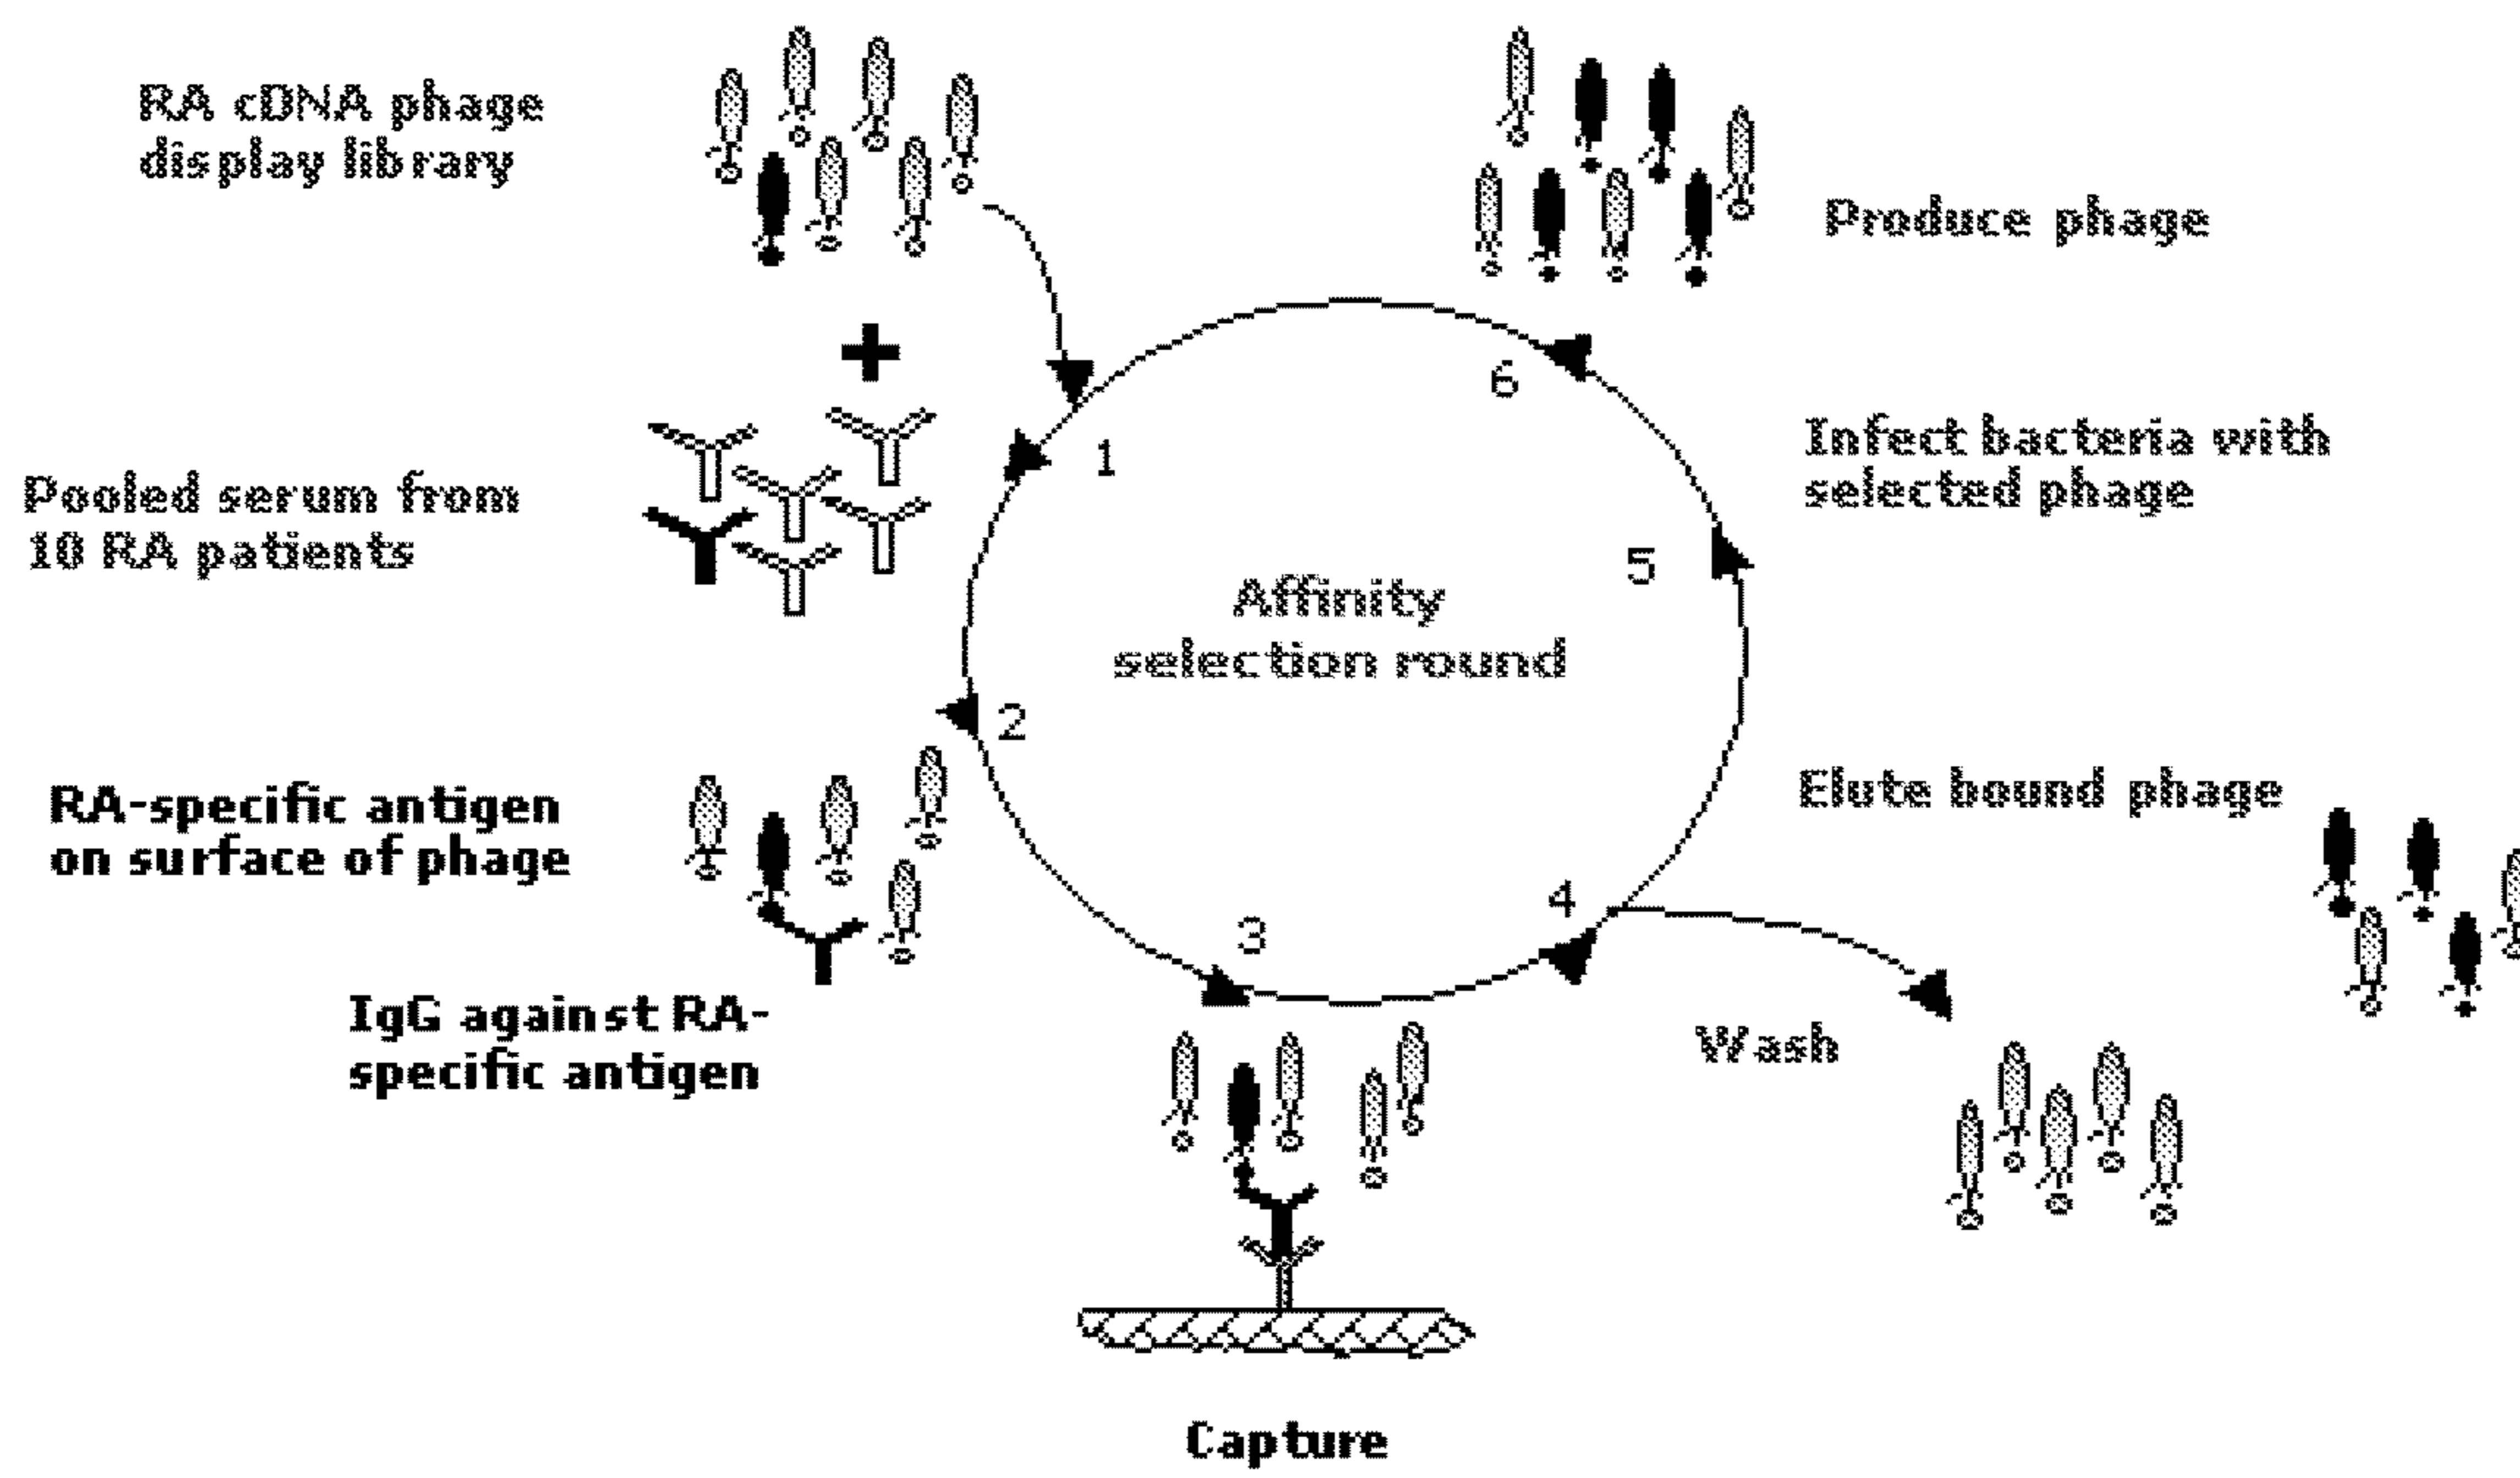 RA cDNA phage
display library
Produce phage
Pooled serum from
10 RA patients
Infect bacteria with
selected phage
1
2
3
4
5
6
Affinity
selection round
RA-specific antigen
on surface of phage
IgG against RA-
specific antigen
Elute bound phage
Wash
Capture